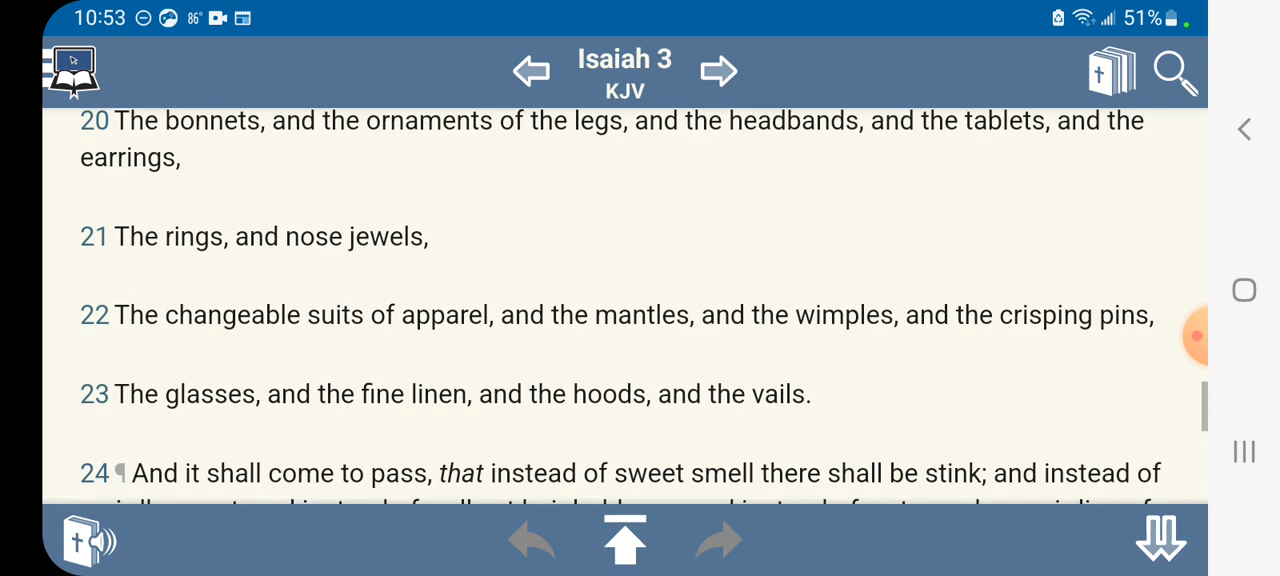 10:53 86° 51%
Isaiah 3
KJV
20 The bonnets, and the ornaments of the legs, and the headbands, and the tablets, and the
earrings,
21 The rings, and nose jewels,
22 The changeable suits of apparel, and the mantles, and the wimples, and the crisping pins,
23 The glasses, and the fine linen, and the hoods, and the vails.
24 ¶ And it shall come to pass, that instead of sweet smell there shall be stink; and instead of